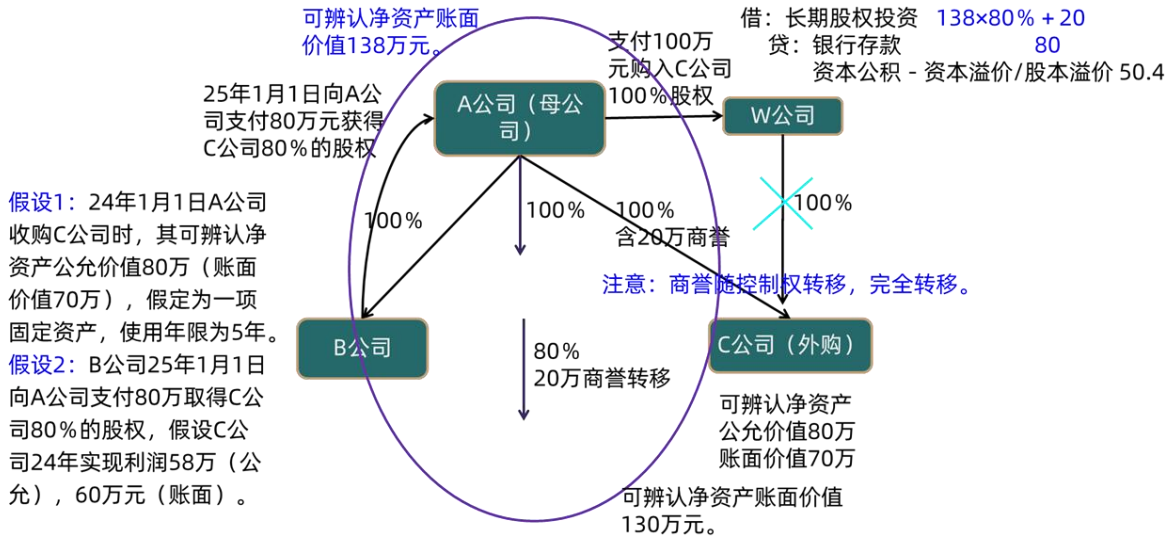 可辨认净资产账面
价值138万元。
借：长期股权投资 138×80%+20
贷：银行存款 80
资本公积 - 资本溢价/股本溢价 50.4
支付100万
元购入C公司
100%股权
25年1月1日向A公
司支付80万元获得
C公司80%的股权
A公司（母公
司）
W公司
假设1：24年1月1日A公司
收购C公司时，其可辨认净
资产公允价值80万（账面
价值70万），假定为一项
固定资产，使用年限为5年。
假设2：B公司25年1月1日
向A公司支付80万取得C公
司80%的股权，假设C公
司24年实现利润58万（公
允），60万元（账面）。
100%
100%
100%
含20万商誉
100%
注意：商誉随控制权转移，完全转移。
B公司
80%
20万商誉转移
C公司（外购）
可辨认净资产
公允价值80万
账面价值70万
可辨认净资产账面价值
130万元。